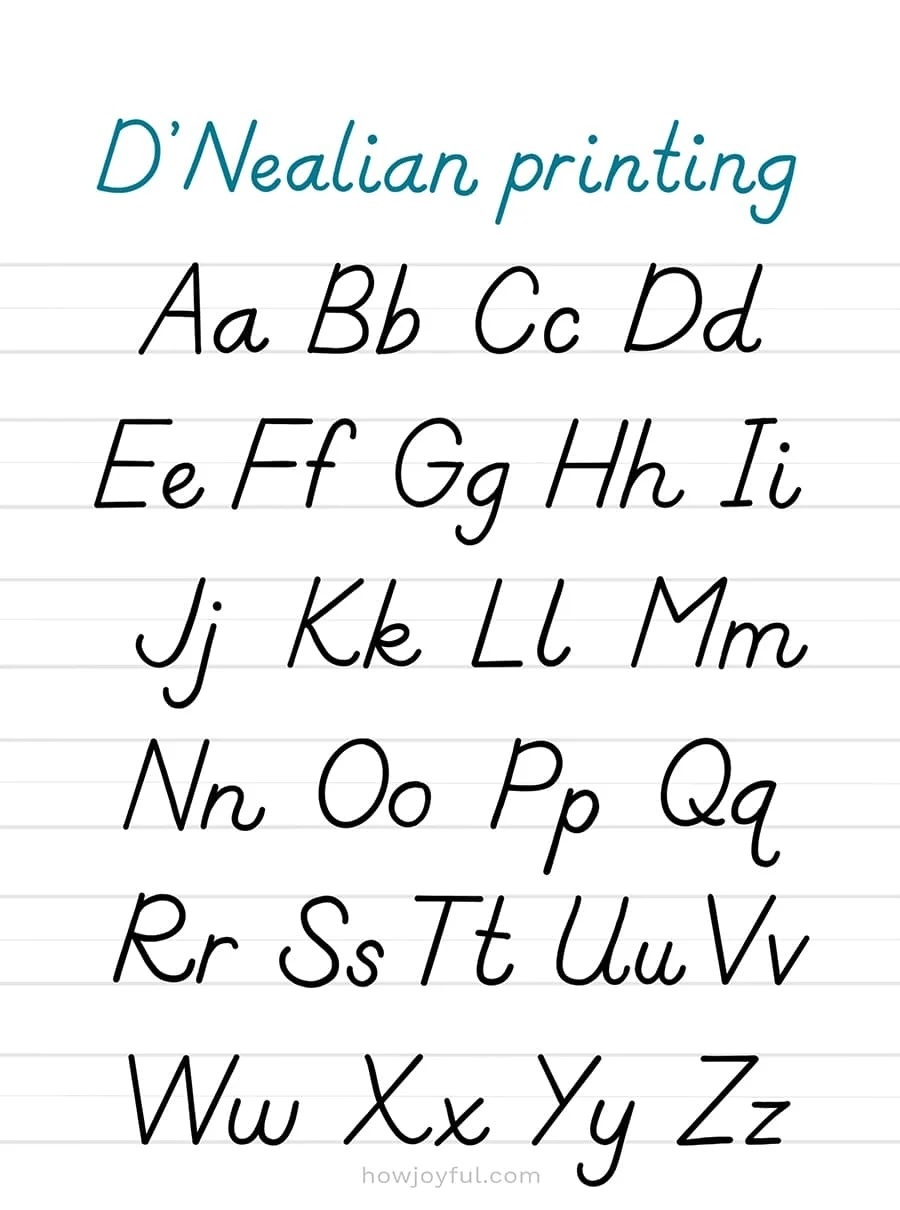 D'Nealian printing
Aa Bb Cc Dd
Ee Ff Gg Hh Ii
Jj Kk Ll Mm
Nn Oo Pp Qq
Rr Ss Tt Uu Vv
Ww Xx Yy Zz
howjoyful.com